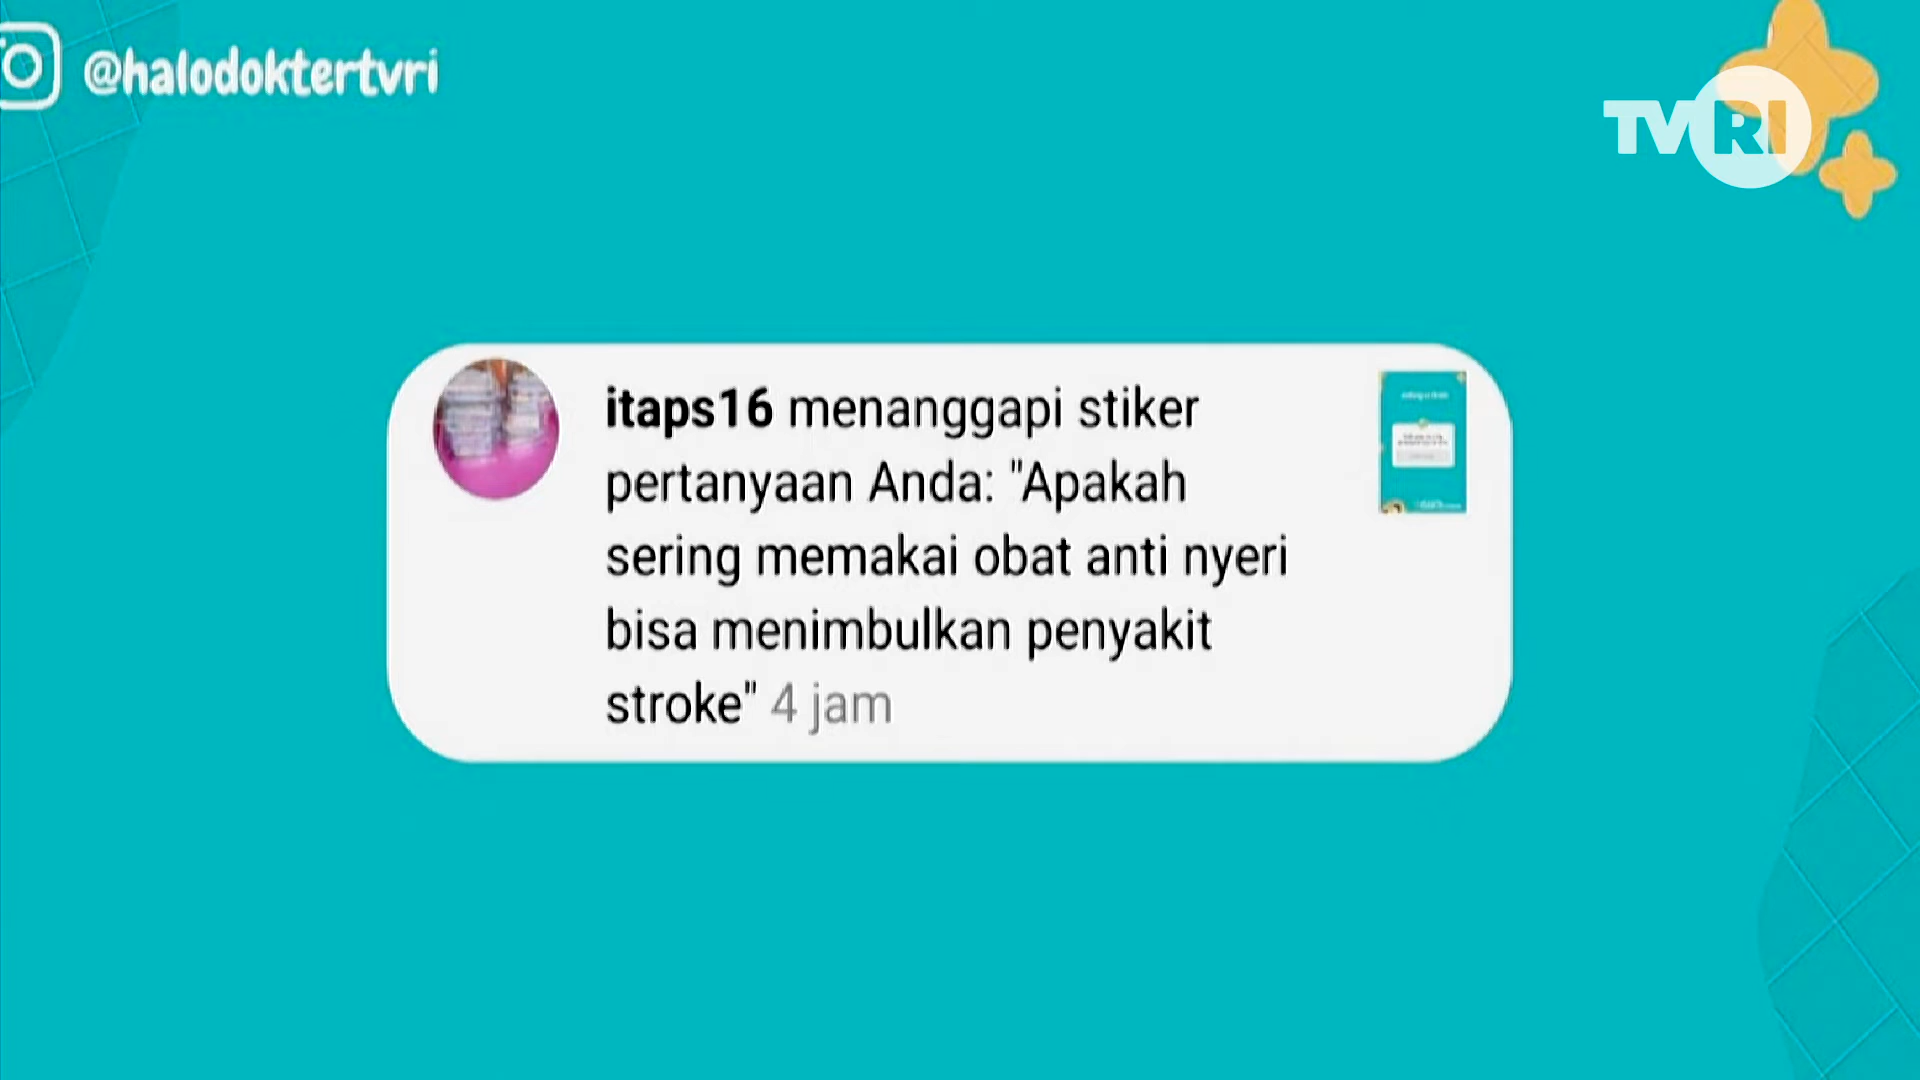 @halodoktertvri
TVRI
itaps16 menanggapi stiker
pertanyaan Anda: "Apakah
sering memakai obat anti nyeri
bisa menimbulkan penyakit
stroke" 4 jam